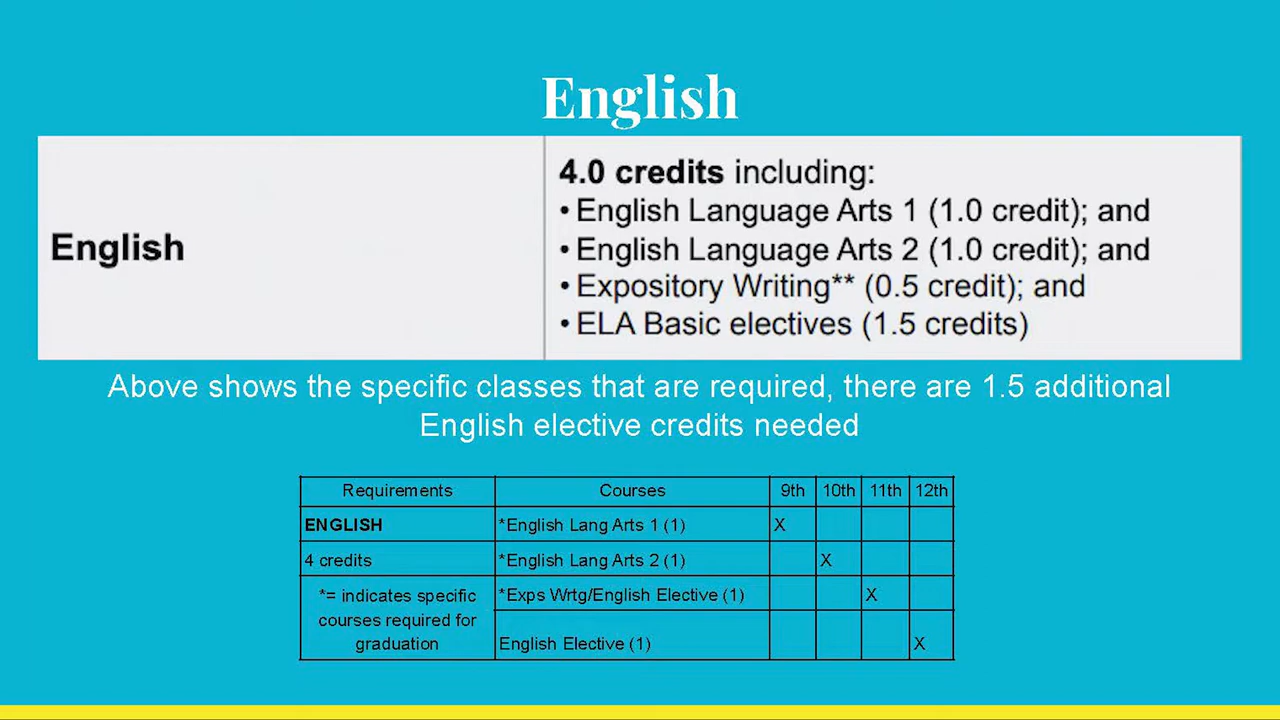 English
English
4.0 credits including:
• English Language Arts 1 (1.0 credit); and
• English Language Arts 2 (1.0 credit); and
• Expository Writing** (0.5 credit); and
• ELA Basic electives (1.5 credits)
Above shows the specific classes that are required, there are 1.5 additional
English elective credits needed
Requirements Courses 9th 10th 11th 12th
ENGLISH *English Lang Arts 1 (1) X
4 credits *English Lang Arts 2 (1) X
*= indicates specific *Exps Wrtg/English Elective (1) X
courses required for
graduation English Elective (1) X